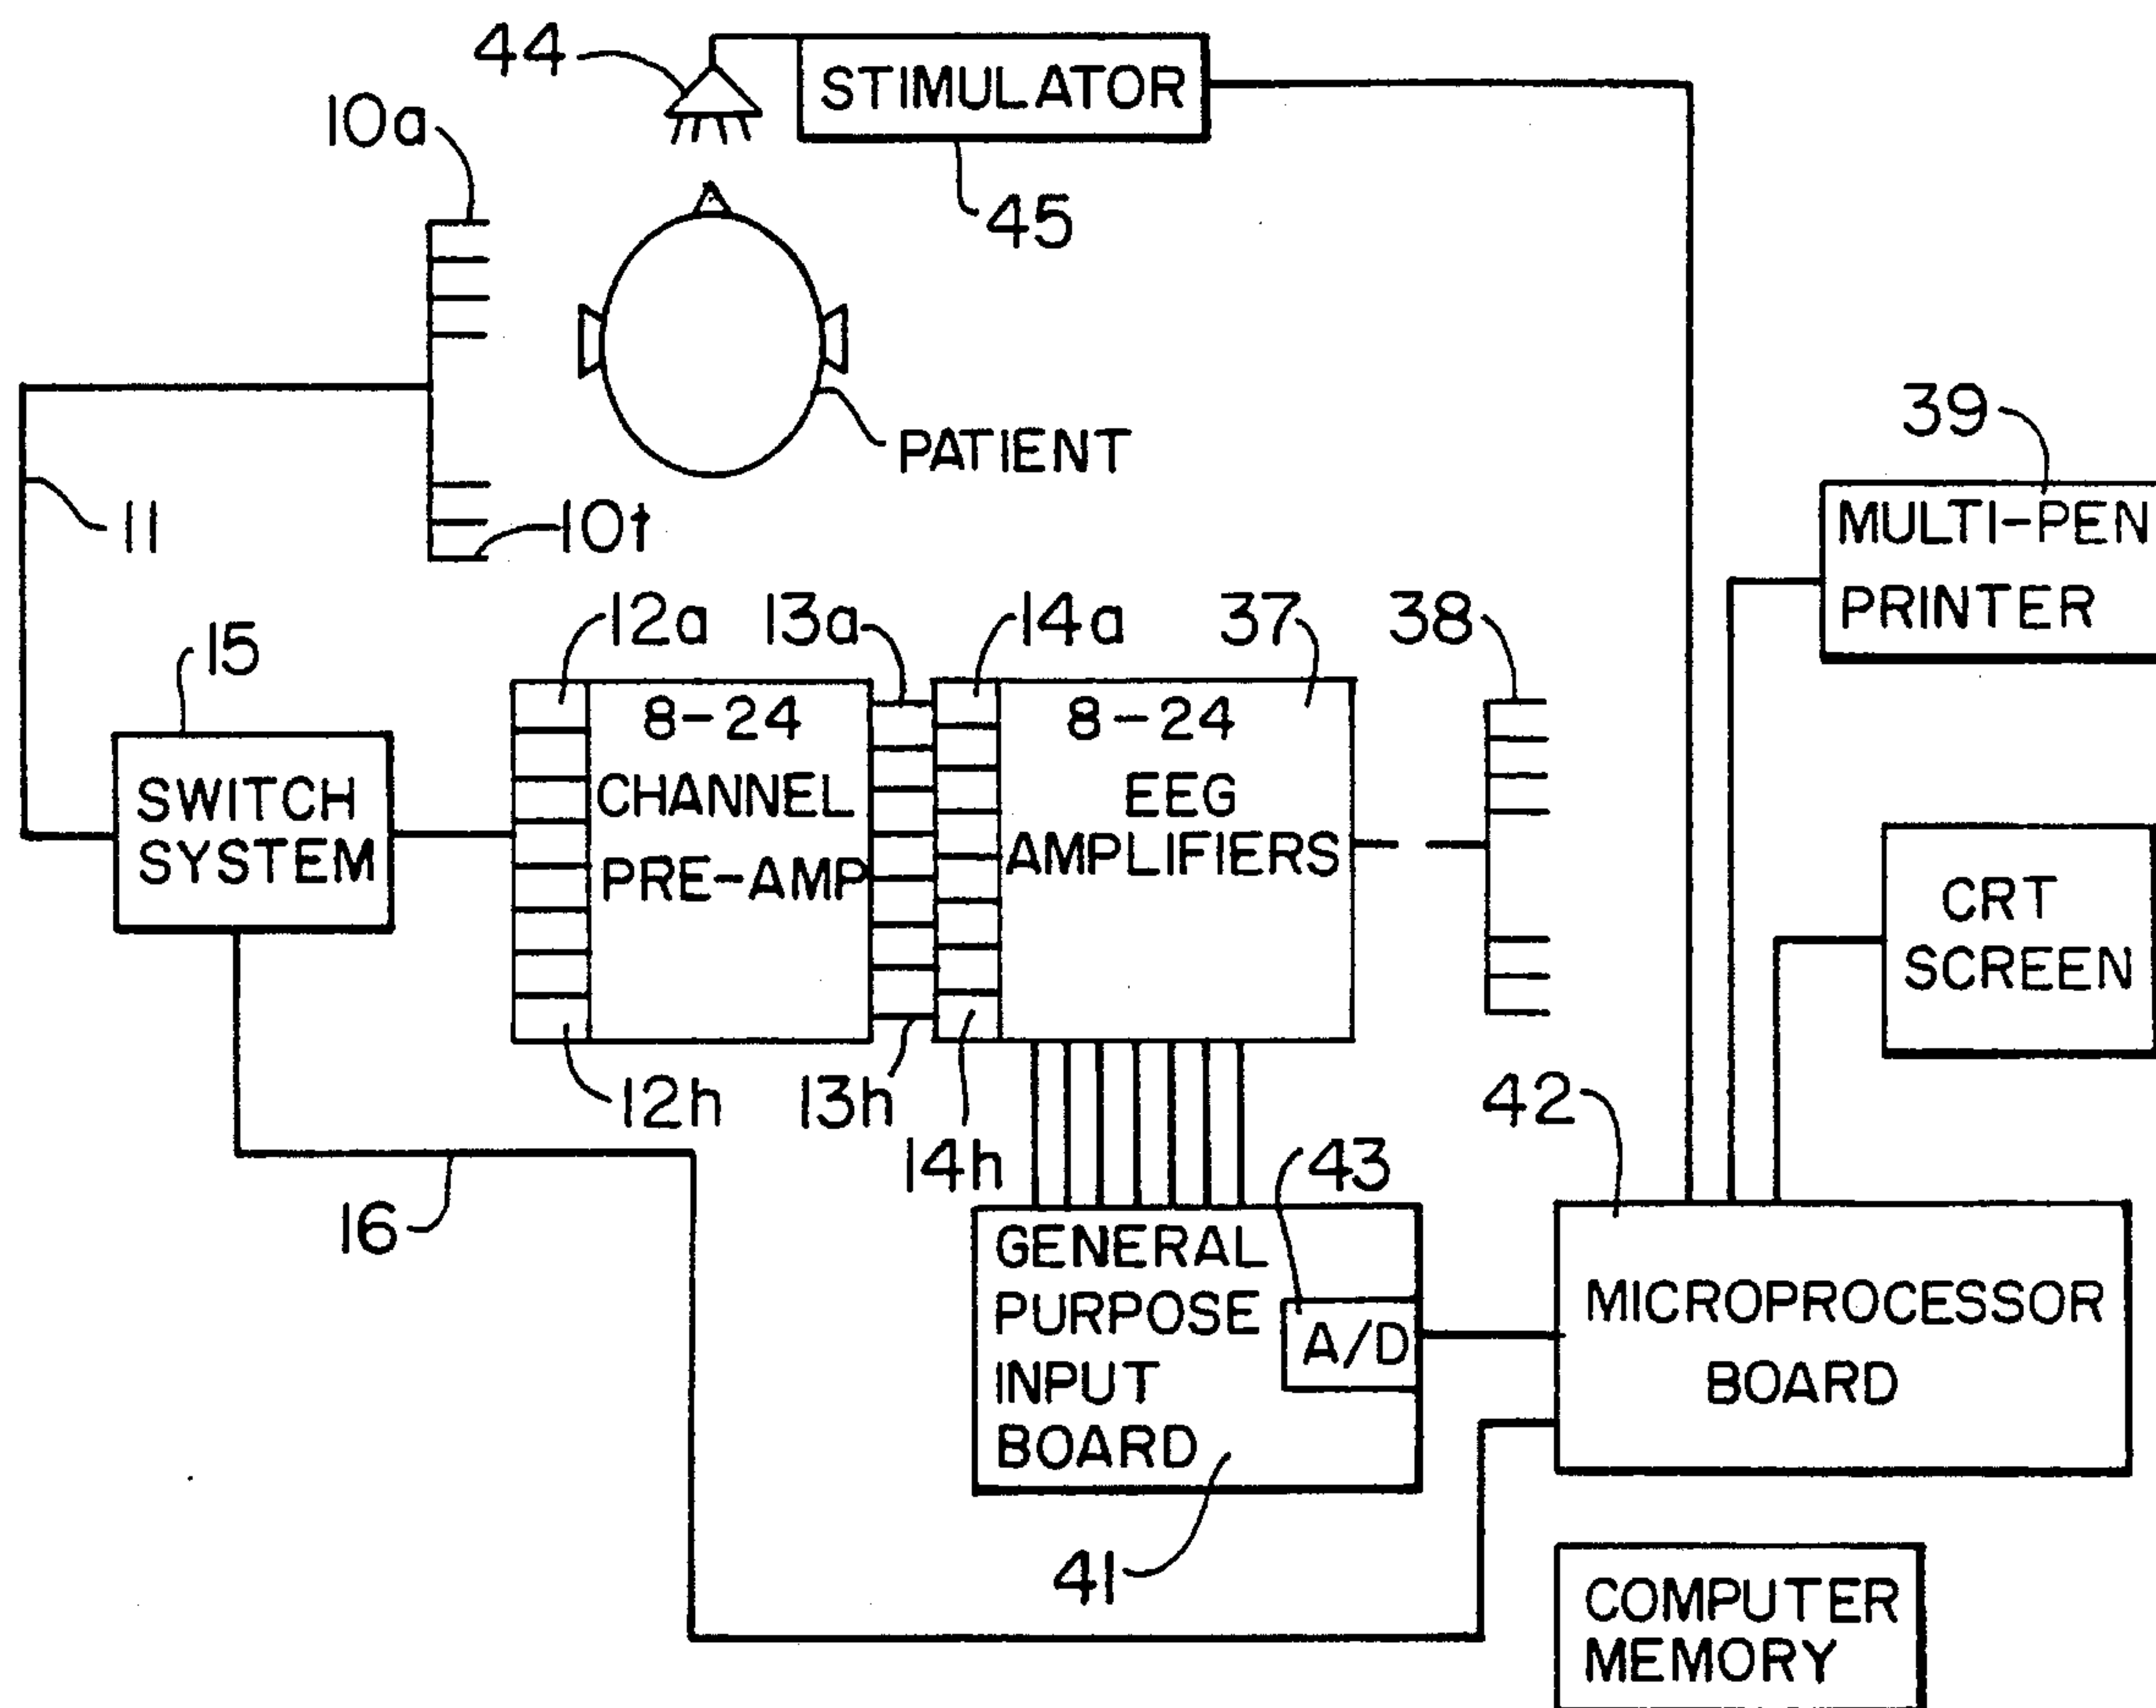 44
STIMULATOR
10a
45
PATIENT
39
11
10t
MULTI-PEN
PRINTER
12a
13a
14a
37
38
15
8-24
CHANNEL
PRE-AMP
8-24
EEG
AMPLIFIERS
SWITCH
SYSTEM
CRT
SCREEN
12h
13h
14h
42
43
16
GENERAL
PURPOSE
INPUT
BOARD
A/D
MICROPROCESSOR
BOARD
41
COMPUTER
MEMORY